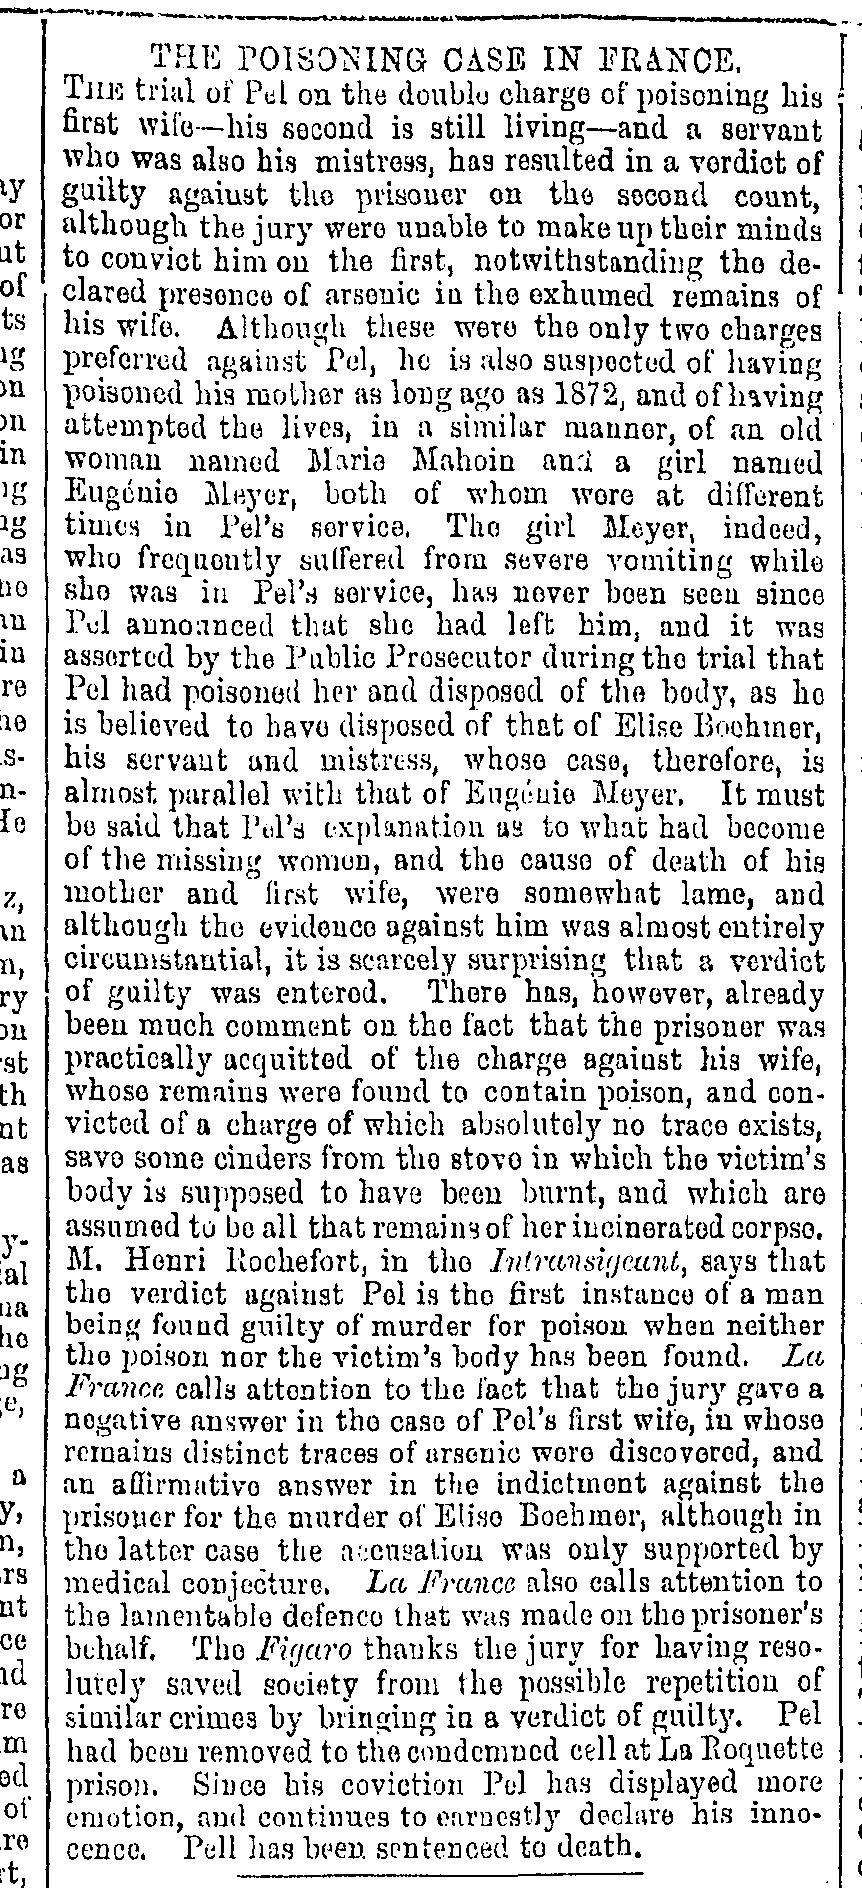 THE POISONING CASE IN FRANCE.
THE trial of Pel on the double charge of poisoning his
first wife—his second is still living—and a servant
who was also his mistress, has resulted in a verdict of
guilty against the prisoner on the second count,
although the jury were unable to make up their minds
to convict him on the first, notwithstanding the de-
clared presence of arsenic in the exhumed remains of
his wife. Although these were the only two charges
preferred against Pel, he is also suspected of having
poisoned his mother as long ago as 1872, and of having
attempted the lives, in a similar manner, of an old
woman named Marie Mahoin and a girl named
Eugénie Meyer, both of whom were at different
times in Pel's service. The girl Meyer, indeed,
who frequently suffered from severe vomiting while
she was in Pel's service, has never been seen since
Pel announced that she had left him, and it was
asserted by the Public Prosecutor during the trial that
Pel had poisoned her and disposed of the body, as he
is believed to have disposed of that of Elise Boehmer,
his servant and mistress, whose case, therefore, is
almost parallel with that of Eugénie Meyer. It must
be said that Pel's explanation as to what had become
of the missing women, and the cause of death of his
mother and first wife, were somewhat lame, and
although the evidence against him was almost entirely
circumstantial, it is scarcely surprising that a verdict
of guilty was entered. There has, however, already
been much comment on the fact that the prisoner was
practically acquitted of the charge against his wife,
whose remains were found to contain poison, and con-
victed of a charge of which absolutely no trace exists,
save some cinders from the stove in which the victim's
body is supposed to have been burnt, and which are
assumed to be all that remains of her incinerated corpse.
M. Henri Rochefort, in the Intransigeant, says that
the verdict against Pel is the first instance of a man
being found guilty of murder for poison when neither
the poison nor the victim's body has been found. La
France calls attention to the fact that the jury gave a
negative answer in the case of Pel's first wife, in whose
remains distinct traces of arsenic were discovered, and
an affirmative answer in the indictment against the
prisoner for the murder of Elise Boehmer, although in
the latter case the accusation was only supported by
medical conjecture. La France also calls attention to
the lamentable defence that was made on the prisoner's
behalf. The Figaro thanks the jury for having reso-
lutely saved society from the possible repetition of
similar crimes by bringing in a verdict of guilty. Pel
had been removed to the condemned cell at La Roquette
prison. Since his coviction Pel has displayed more
emotion, and continues to earnestly declare his inno-
cence. Pell has been sentenced to death.